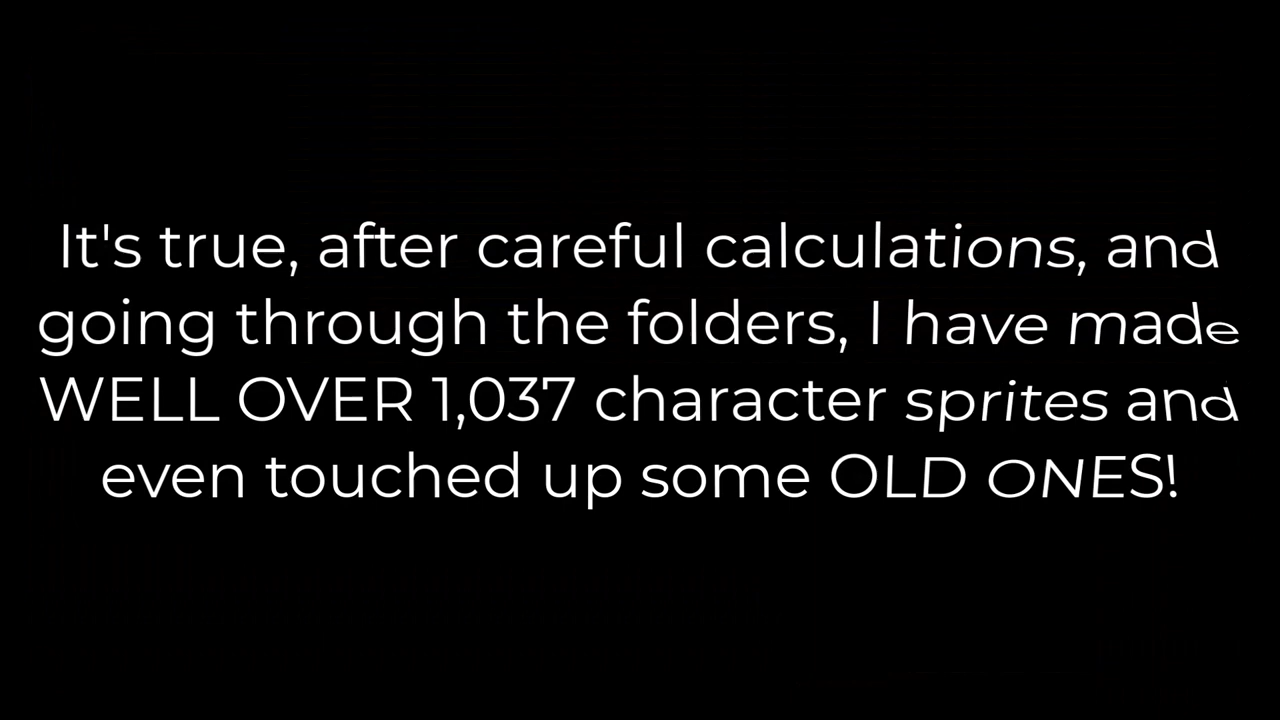 It's true, after careful calculations, and
going through the folders, I have made
WELL OVER 1,037 character sprites and
even touched up some OLD ONES!